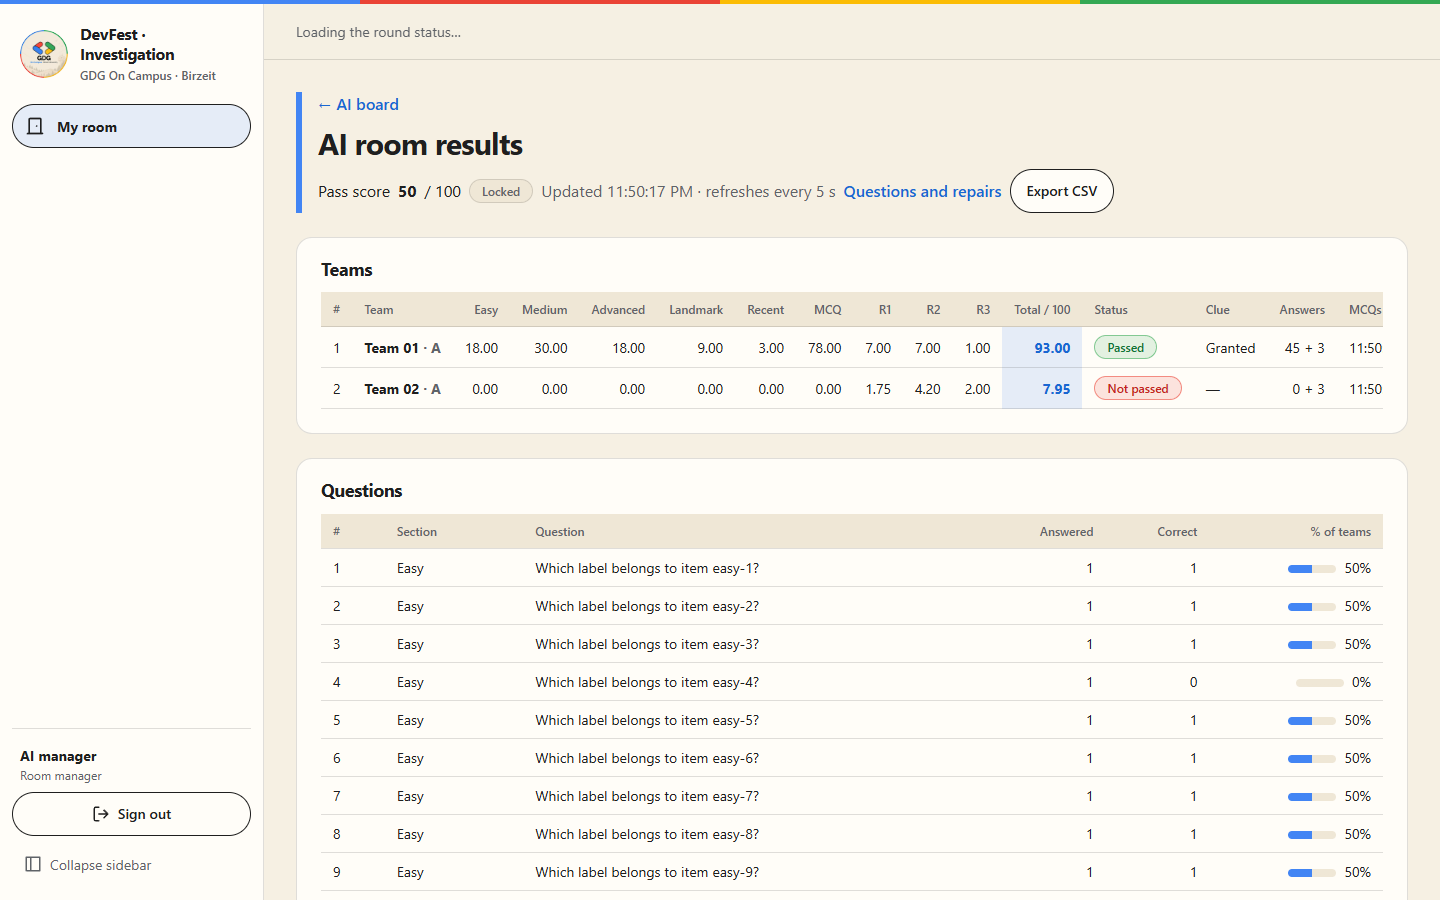 DevFest ·
Investigation
GDG On Campus · Birzeit
My room
AI manager
Room manager
Sign out
Collapse sidebar
Loading the round status...
← AI board
AI room results
Pass score 50 / 100 Locked Updated 11:50:17 PM · refreshes every 5 s Questions and repairs Export CSV
Teams
# Team Easy Medium Advanced Landmark Recent MCQ R1 R2 R3 Total / 100 Status Clue Answers MCQs
1 Team 01 · A 18.00 30.00 18.00 9.00 3.00 78.00 7.00 7.00 1.00 93.00 Passed Granted 45 + 3 11:50
2 Team 02 · A 0.00 0.00 0.00 0.00 0.00 0.00 1.75 4.20 2.00 7.95 Not passed — 0 + 3 11:50
Questions
# Section Question Answered Correct % of teams
1 Easy Which label belongs to item easy-1? 1 1 50%
2 Easy Which label belongs to item easy-2? 1 1 50%
3 Easy Which label belongs to item easy-3? 1 1 50%
4 Easy Which label belongs to item easy-4? 1 0 0%
5 Easy Which label belongs to item easy-5? 1 1 50%
6 Easy Which label belongs to item easy-6? 1 1 50%
7 Easy Which label belongs to item easy-7? 1 1 50%
8 Easy Which label belongs to item easy-8? 1 1 50%
9 Easy Which label belongs to item easy-9? 1 1 50%